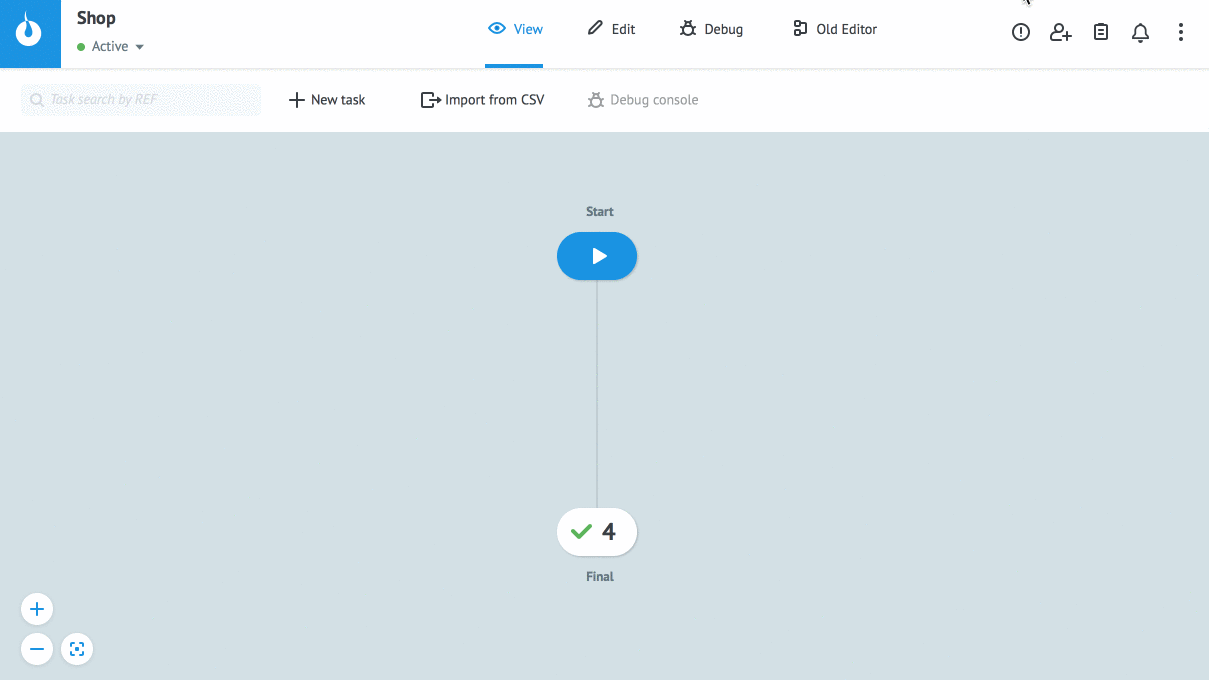 Shop
Active
View
Edit
Debug
Old Editor
Task search by REF
New task
Import from CSV
Debug console
Start
4
Final